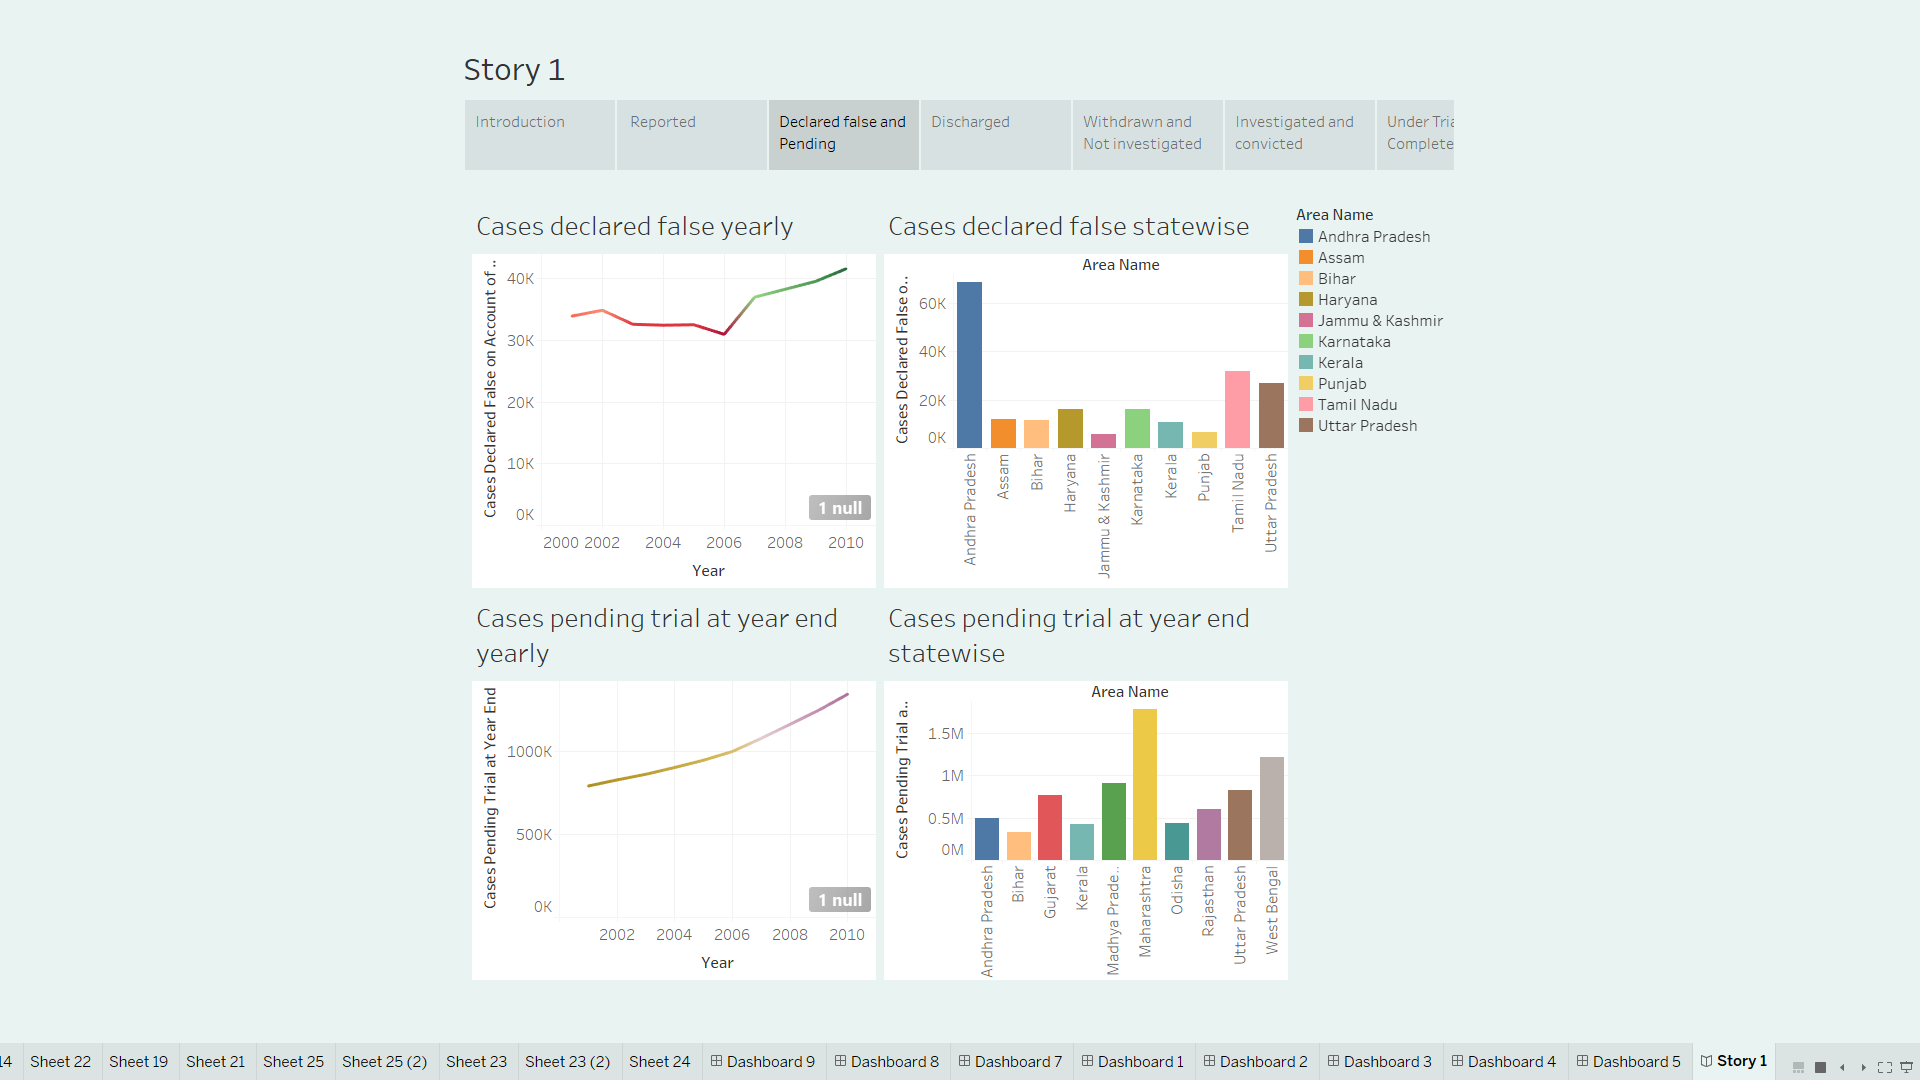 Story 1
Introduction
Reported
Declared false and
Pending
Discharged
Withdrawn and
Not investigated
Investigated and
convicted
Under Tria
Complete
Cases declared false yearly
Cases Declared False on Account of ..
40K
30K
20K
10K
0K
1 null
2000 2002 2004 2006 2008 2010
Year
Cases declared false statewise
Area Name
Cases Declared False o..
60K
40K
20K
0K
Andhra Pradesh
Assam
Bihar
Haryana
Jammu & Kashmir
Karnataka
Kerala
Punjab
Tamil Nadu
Uttar Pradesh
Area Name
Andhra Pradesh
Assam
Bihar
Haryana
Jammu & Kashmir
Karnataka
Kerala
Punjab
Tamil Nadu
Uttar Pradesh
Cases pending trial at year end
yearly
Cases Pending Trial at Year End
1000K
500K
0K
1 null
2002 2004 2006 2008 2010
Year
Cases pending trial at year end
statewise
Area Name
Cases Pending Trial a..
1.5M
1M
0.5M
0M
Andhra Pradesh
Bihar
Gujarat
Kerala
Madhya Prade..
Maharashtra
Odisha
Rajasthan
Uttar Pradesh
West Bengal
14 Sheet 22 Sheet 19 Sheet 21 Sheet 25 Sheet 25 (2) Sheet 23 Sheet 23 (2) Sheet 24 Dashboard 9 Dashboard 8 Dashboard 7 Dashboard 1 Dashboard 2 Dashboard 3 Dashboard 4 Dashboard 5 Story 1